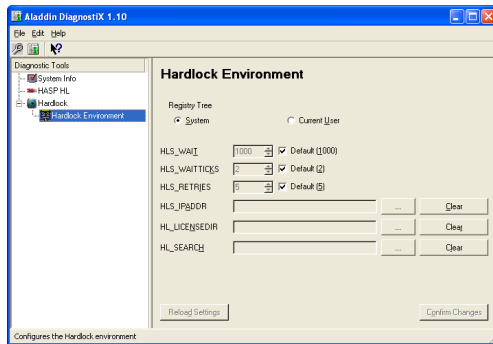 Aladdin DiagnostiX 1.10
File Edit Help
Diagnostic Tools
System Info
HASP HL
Hardlock
Hardlock Environment
Hardlock Environment
Registry Tree
System Current User
HLS_WAIT 1000 Default (1000)
HLS_WAITTICKS 2 Default (2)
HLS_RETRIES 5 Default (5)
HLS_IPADDR ... Clear
HL_LICENSEDIR ... Clear
HL_SEARCH ... Clear
Reload Settings Confirm Changes
Configures the Hardlock environment